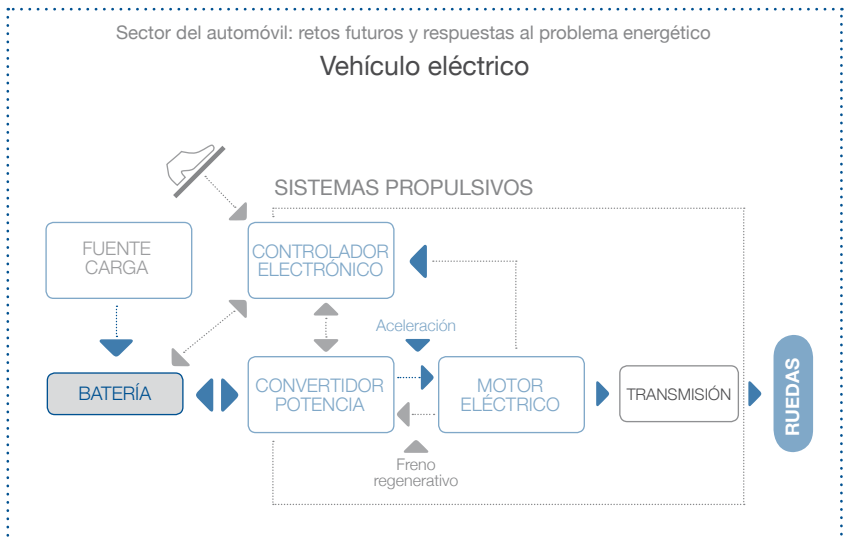 Sector del automóvil: retos futuros y respuestas al problema energético
Vehículo eléctrico
SISTEMAS PROPULSIVOS
FUENTE
CARGA
CONTROLADOR
ELECTRÓNICO
Aceleración
BATERÍA
CONVERTIDOR
POTENCIA
MOTOR
ELÉCTRICO
TRANSMISIÓN
RUEDAS
Freno
regenerativo